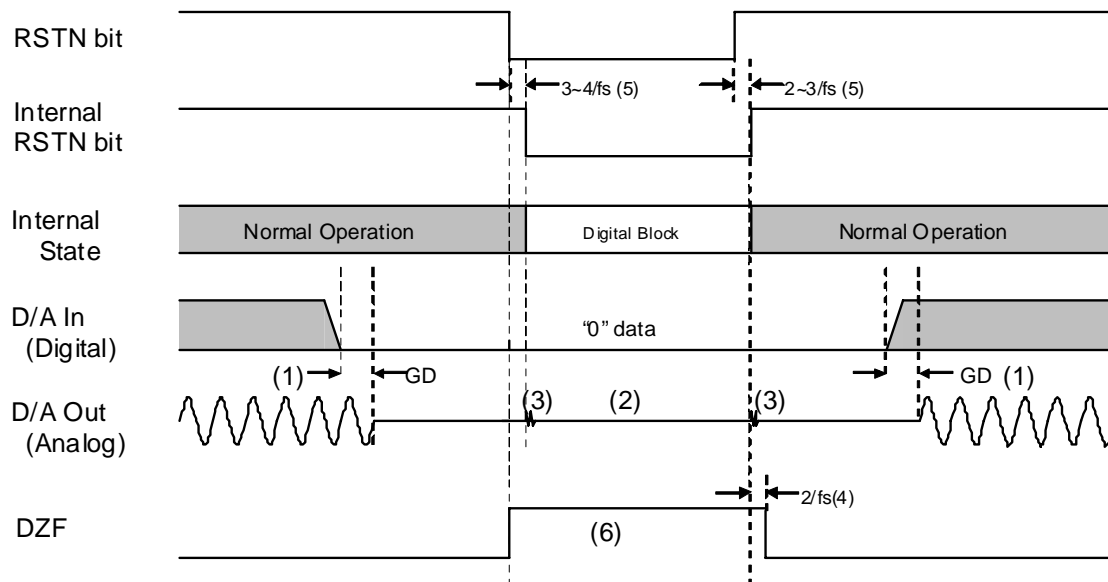 RSTN bit
3~4/fs (5)
2~3/fs (5)
Internal
RSTN bit
Internal
State
Normal Operation
Digital Block
Normal Operation
D/A In
(Digital)
“0” data
(1)
GD
GD (1)
D/A Out
(Analog)
(3)
(2)
(3)
2/fs(4)
DZF
(6)